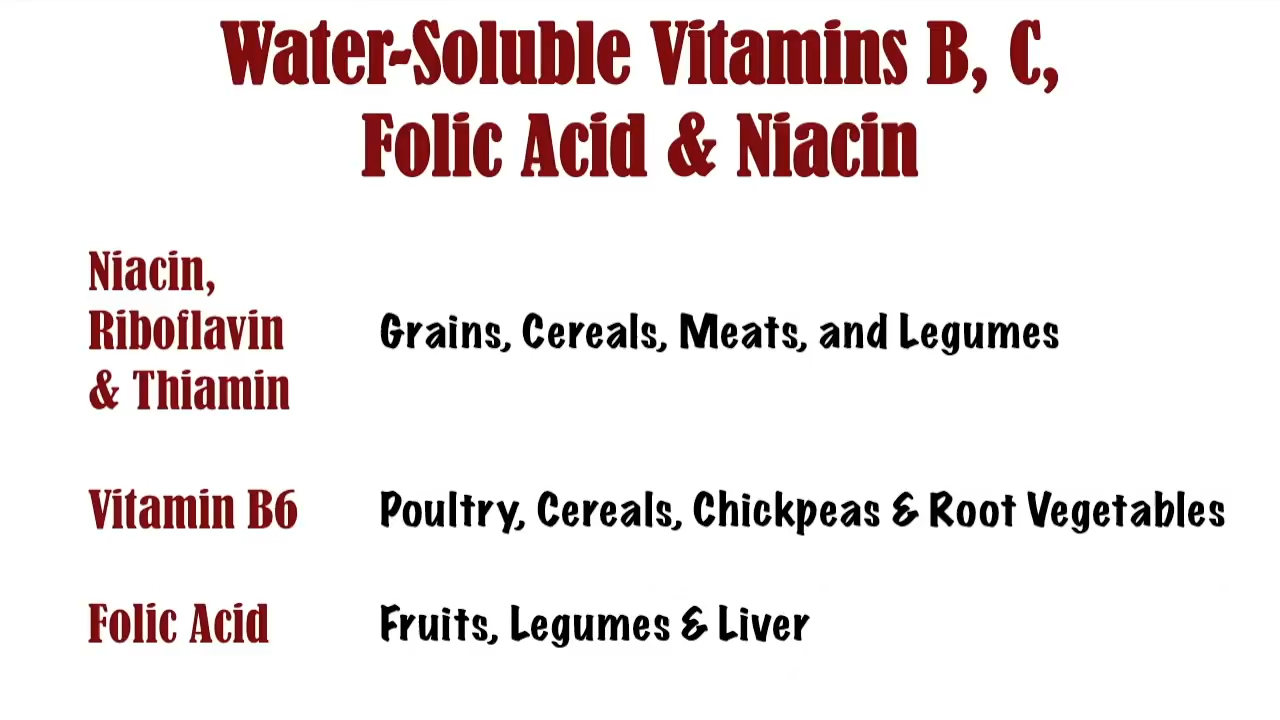 Water-Soluble Vitamins B, C,
Folic Acid & Niacin
Niacin,
Riboflavin
& Thiamin
Grains, Cereals, Meats, and Legumes
Vitamin B6
Poultry, Cereals, Chickpeas & Root Vegetables
Folic Acid
Fruits, Legumes & Liver